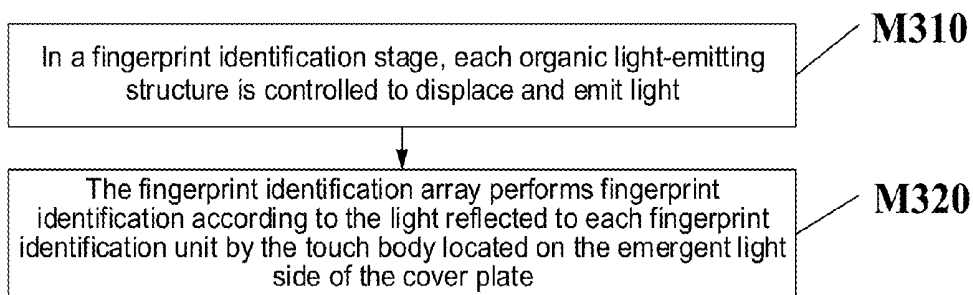 In a fingerprint identification stage, each organic light-emitting
structure is controlled to displace and emit light
M310
The fingerprint identification array performs fingerprint
identification according to the light reflected to each fingerprint
identification unit by the touch body located on the emergent light
side of the cover plate
M320